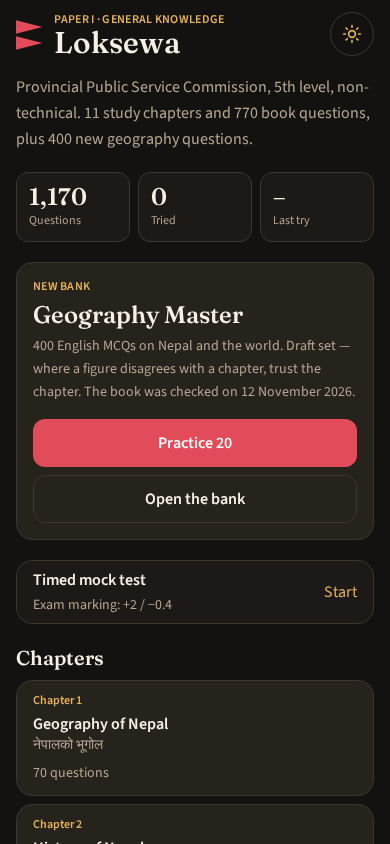 PAPER I · GENERAL KNOWLEDGE
Loksewa
Provincial Public Service Commission, 5th level, non-
technical. 11 study chapters and 770 book questions,
plus 400 new geography questions.
1,170
Questions
0
Tried
–
Last try
NEW BANK
Geography Master
400 English MCQs on Nepal and the world. Draft set —
where a figure disagrees with a chapter, trust the
chapter. The book was checked on 12 November 2026.
Practice 20
Open the bank
Timed mock test
Exam marking: +2 / −0.4
Start
Chapters
Chapter 1
Geography of Nepal
नेपालको भूगोल
70 questions
Chapter 2